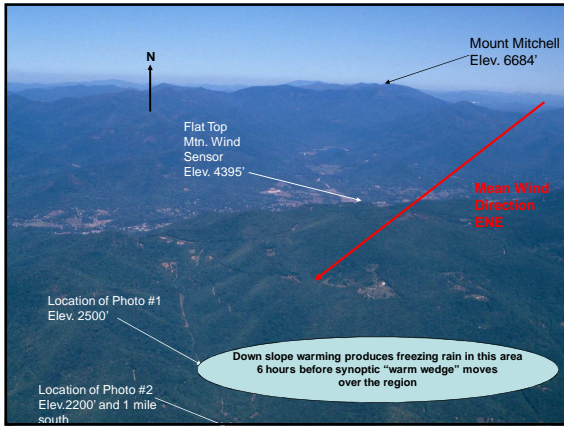 N
Mount Mitchell
Elev. 6684’
Flat Top
Mtn. Wind
Sensor
Elev. 4395’
Mean Wind
Direction
ENE
Location of Photo #1
Elev. 2500’
Down slope warming produces freezing rain in this area
6 hours before synoptic “warm wedge” moves
over the region
Location of Photo #2
Elev.2200’ and 1 mile
south